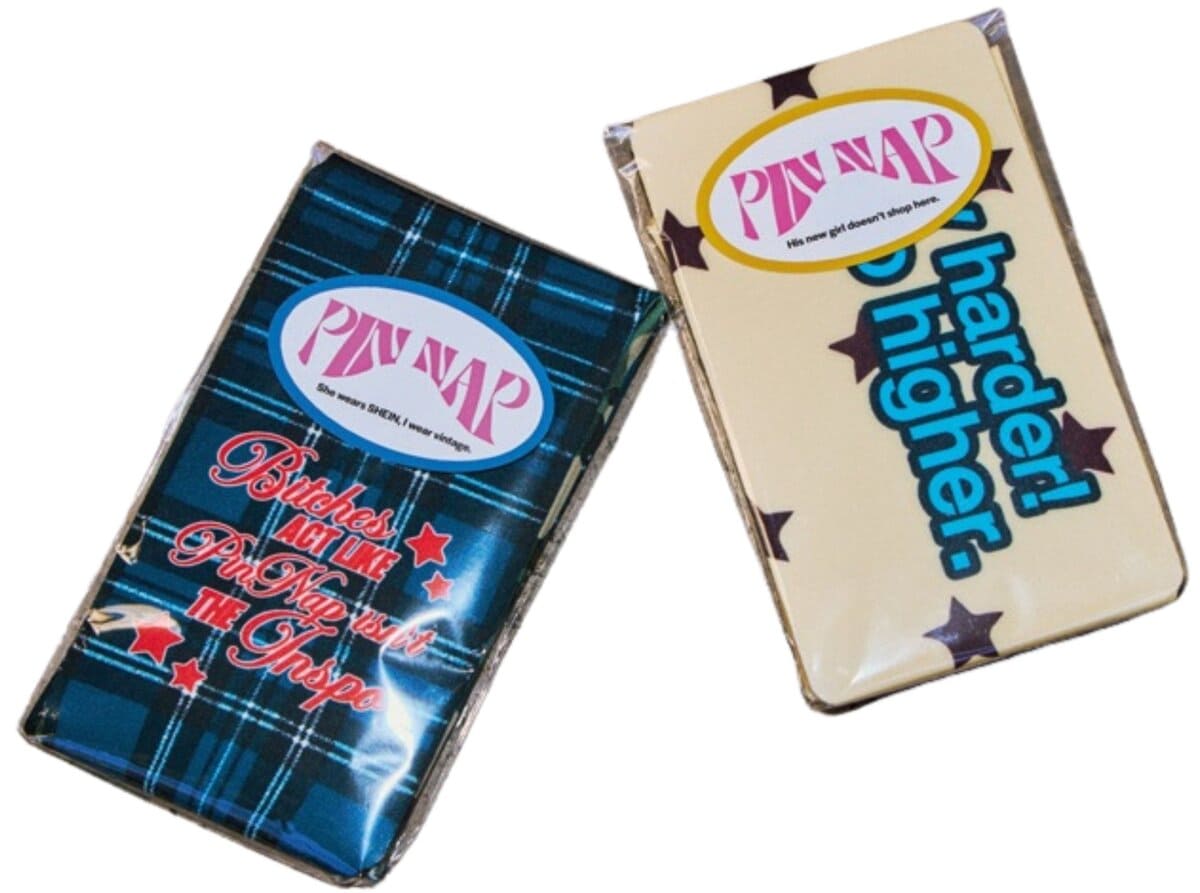 PIN NAP
She wears SHEIN, I wear vintage.
Bitches
ACT LIKE
PinNap isn't
THE Inspo
PIN NAP
His new girl doesn't shop here.
harder!
higher.